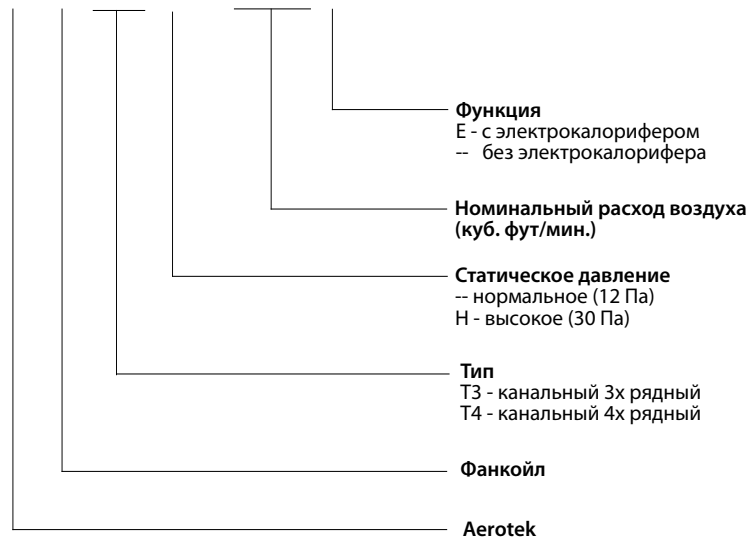 Функция
E - с электрокалорифером
-- без электрокалорифера
Номинальный расход воздуха
(куб. фут/мин.)
Статическое давление
-- нормальное (12 Па)
H - высокое (30 Па)
Тип
T3 - канальный 3х рядный
T4 - канальный 4х рядный
Фанкойл
Aerotek